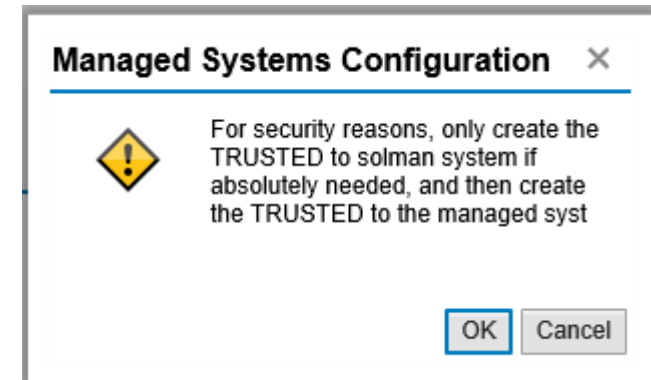 Managed Systems Configuration
For security reasons, only create the
TRUSTED to solman system if
absolutely needed, and then create
the TRUSTED to the managed syst
OK Cancel